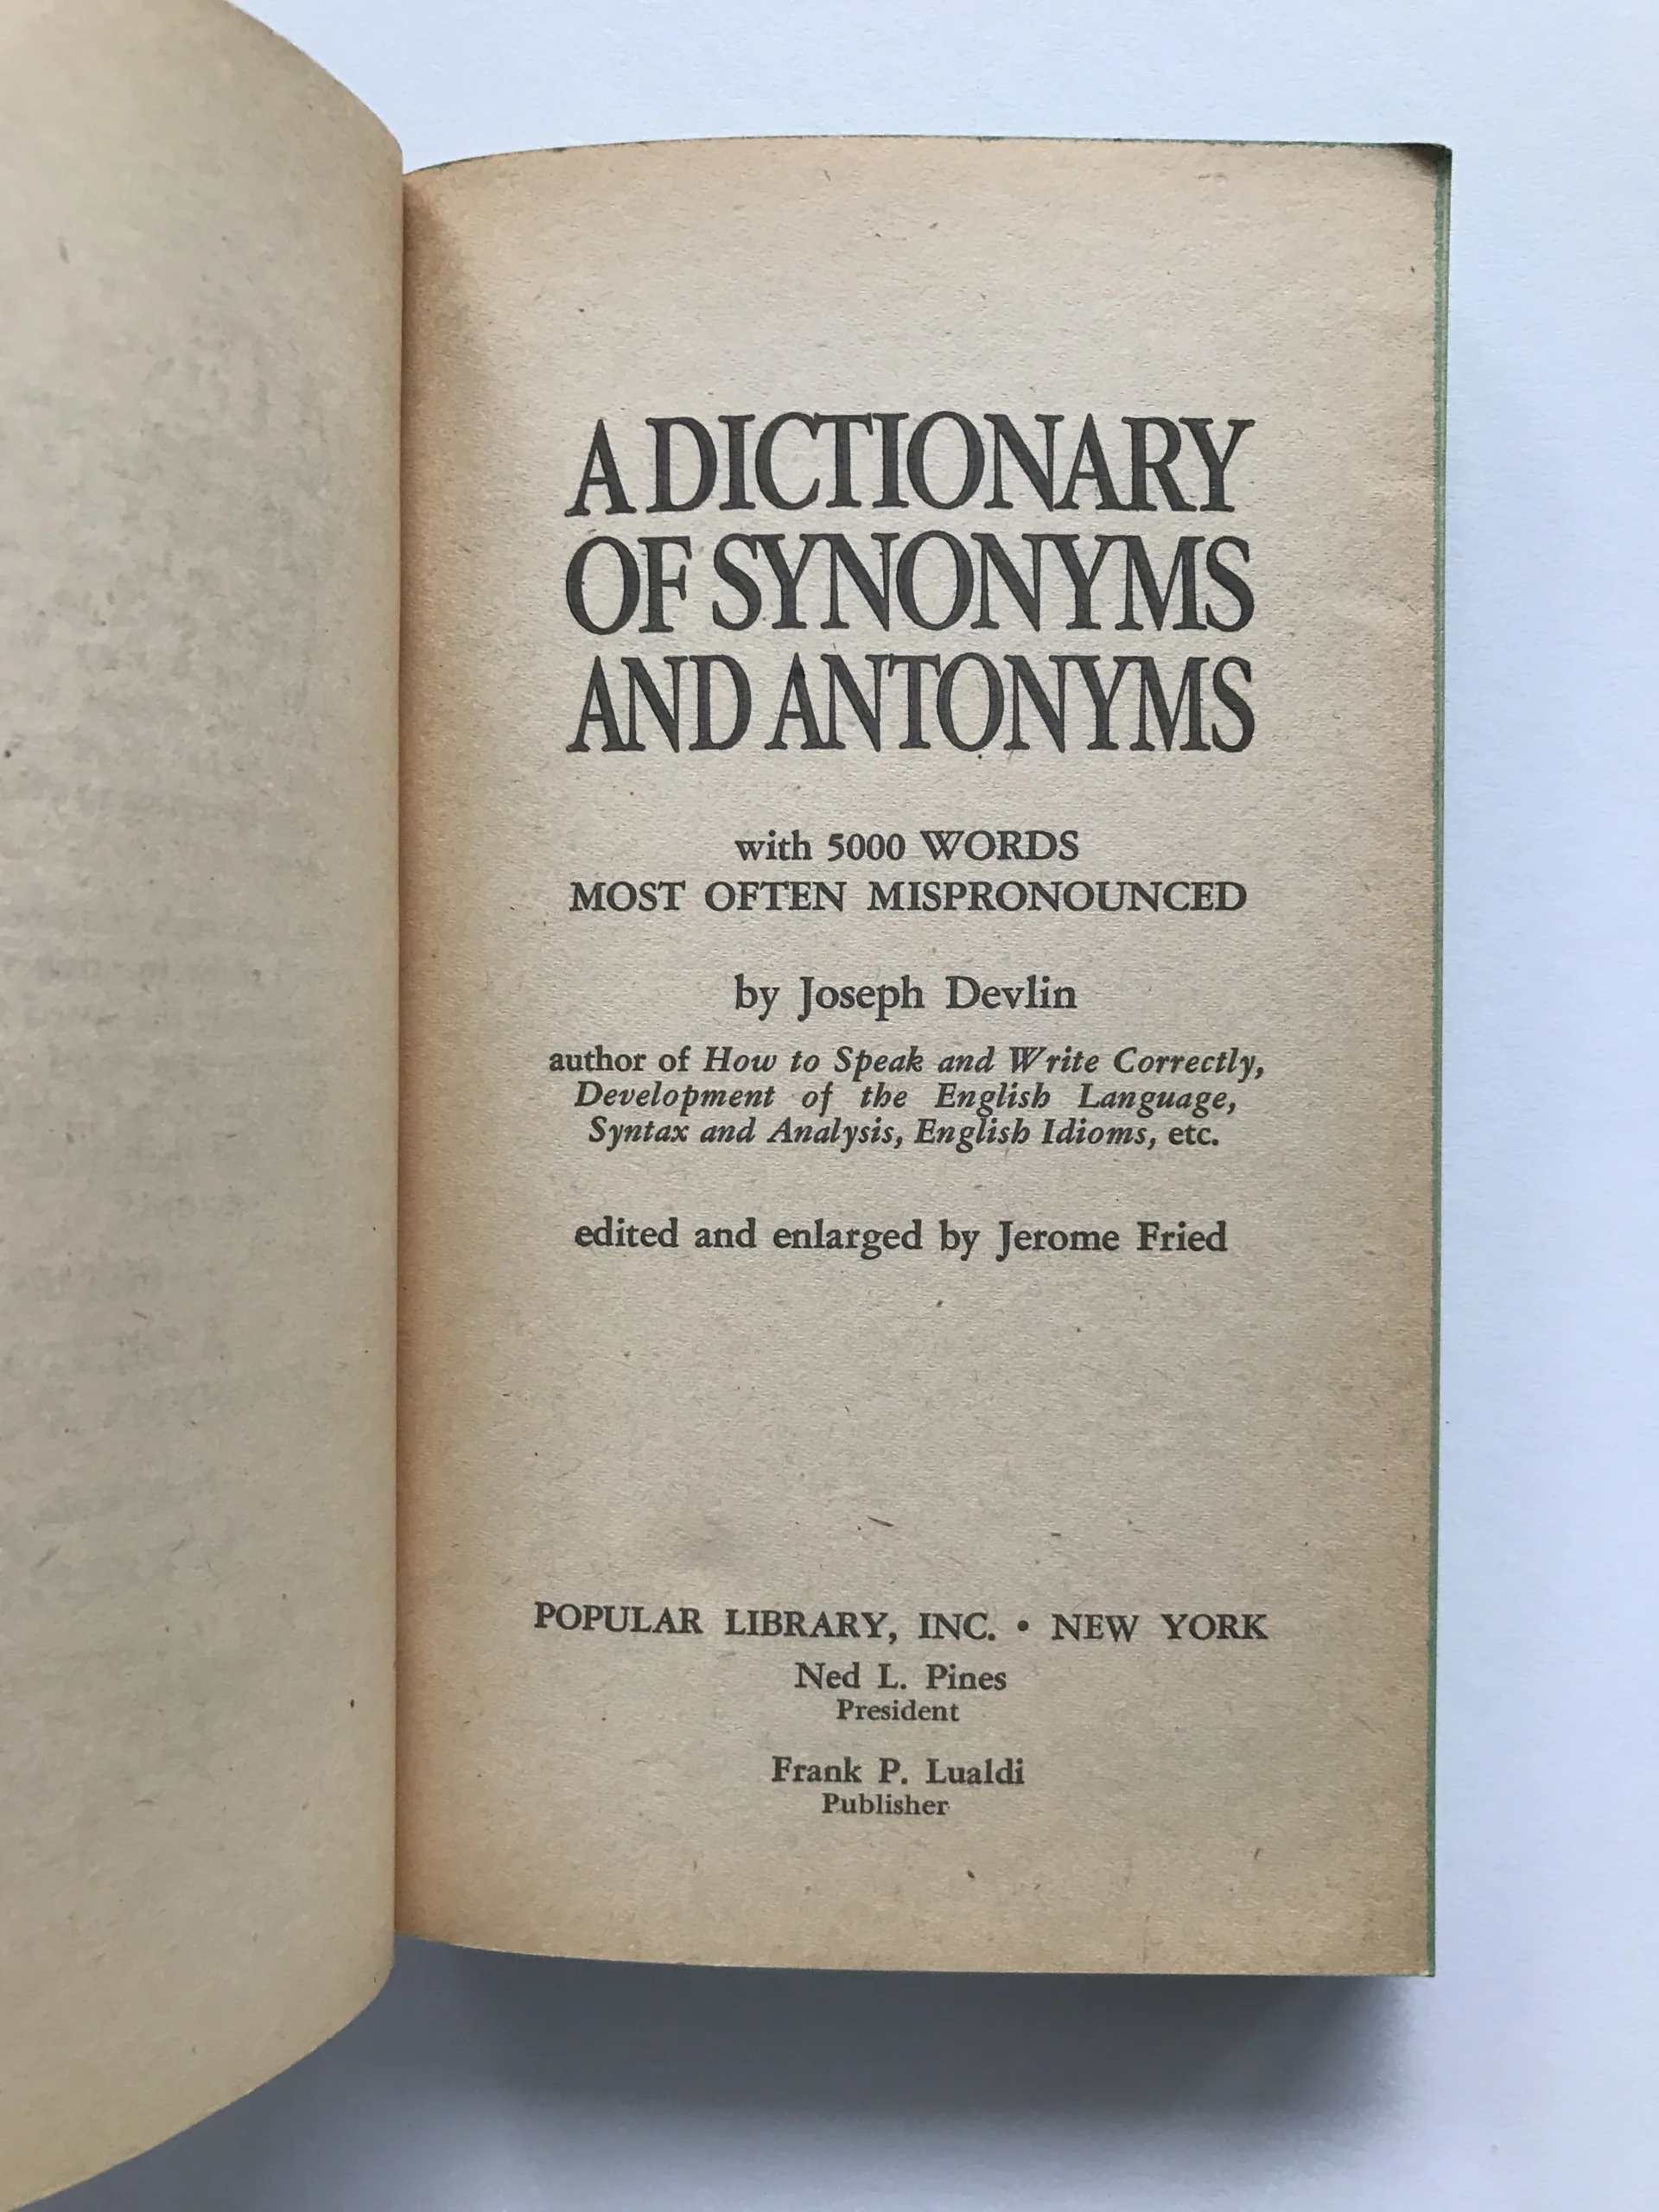 A DICTIONARY
OF SYNONYMS
AND ANTONYMS
with 5000 WORDS
MOST OFTEN MISPRONOUNCED
by Joseph Devlin
author of How to Speak and Write Correctly,
Development of the English Language,
Syntax and Analysis, English Idioms, etc.
edited and enlarged by Jerome Fried
POPULAR LIBRARY, INC. • NEW YORK
Ned L. Pines
President
Frank P. Lualdi
Publisher